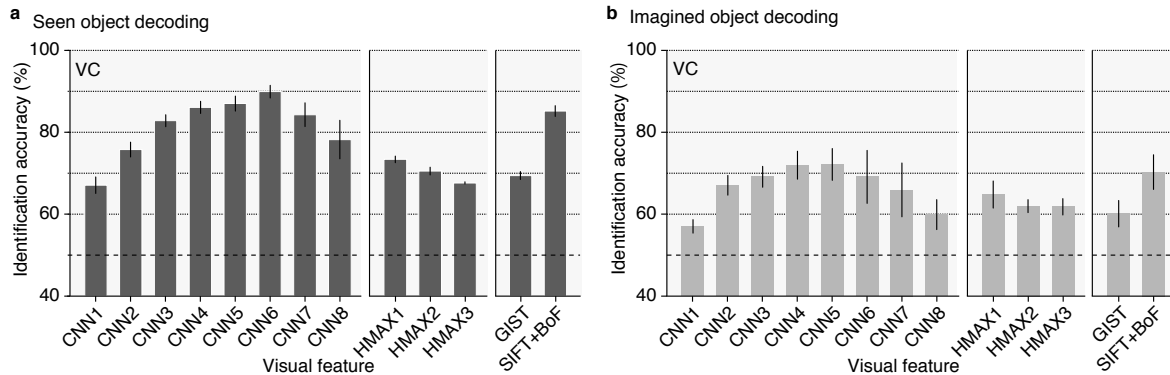 a Seen object decoding
Identification accuracy (%)
100
80
60
40
VC
CNN1 CNN2 CNN3 CNN4 CNN5 CNN6 CNN7 CNN8 HMAX1 HMAX2 HMAX3 GIST SIFT+BoF
Visual feature
b Imagined object decoding
Identification accuracy (%)
100
80
60
40
VC
CNN1 CNN2 CNN3 CNN4 CNN5 CNN6 CNN7 CNN8 HMAX1 HMAX2 HMAX3 GIST SIFT+BoF
Visual feature